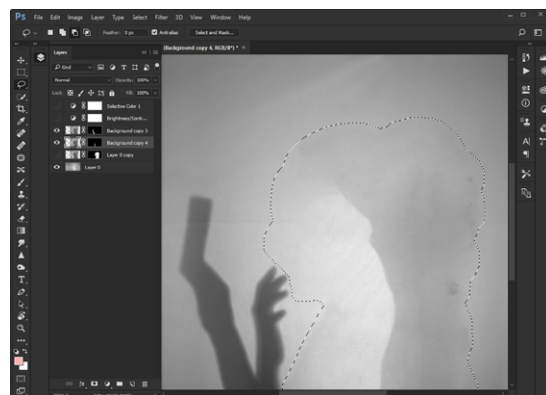 Ps File Edit Image Layer Type Select Filter 3D View Window Help
Feather: 0 px Anti-alias Select and Mask...
Layers
(Background copy 4, RGB/8*) * ×
Kind
Normal Opacity: 100%
Lock: Fill: 100%
Selective Color 1
Brightness/Contr...
Background copy 3
Background copy 4
Layer 0 copy
Layer 0
fx